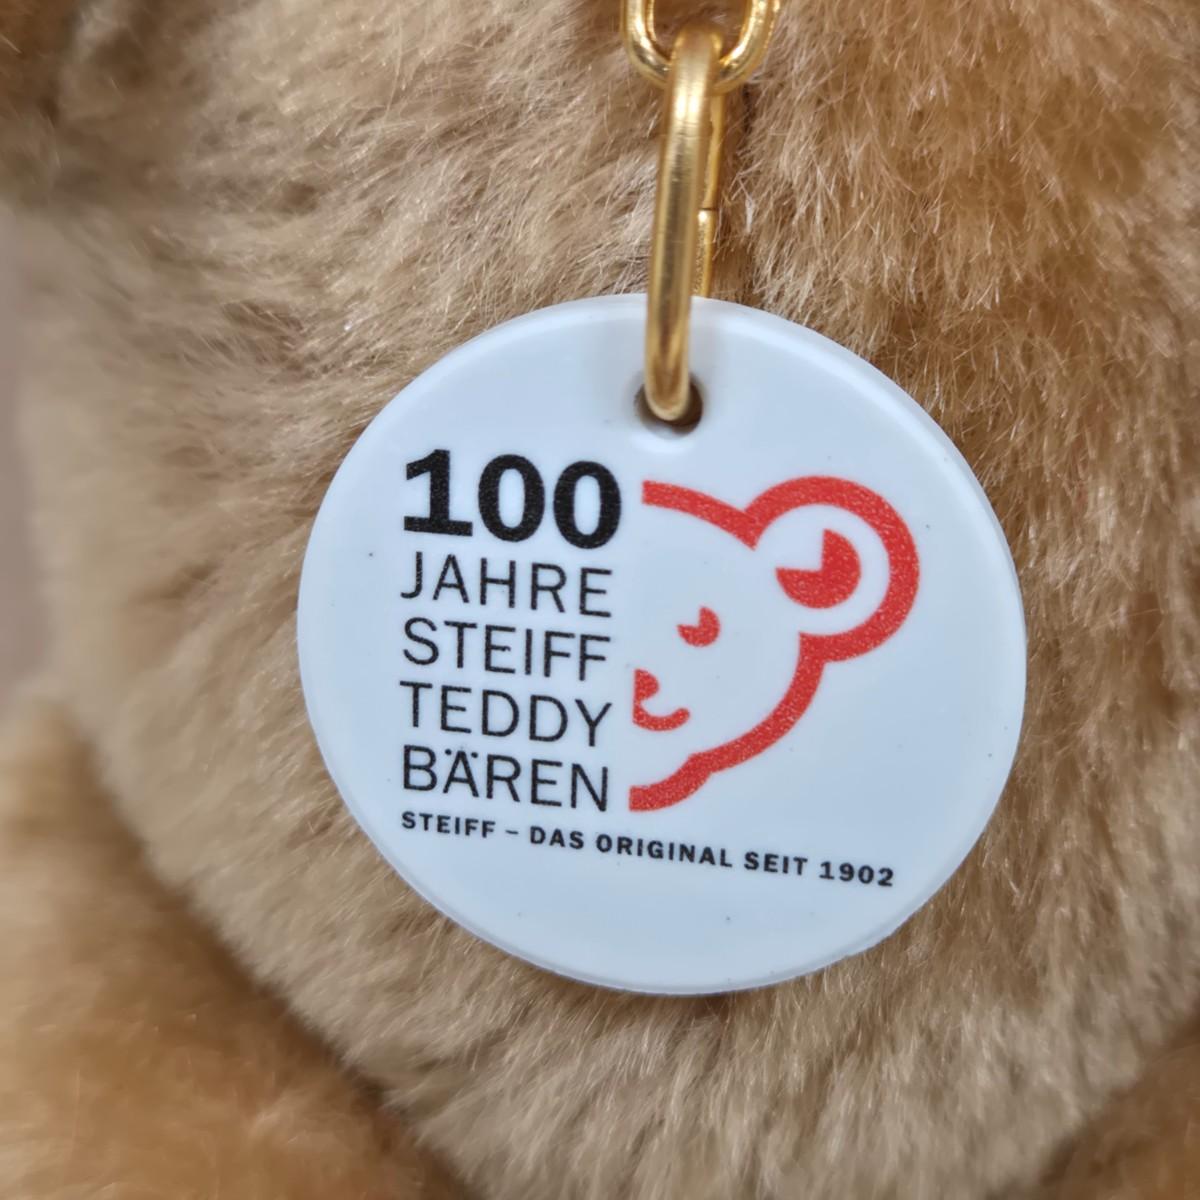 100
JAHRE
STEIFF
TEDDY
BÄREN
STEIFF – DAS ORIGINAL SEIT 1902